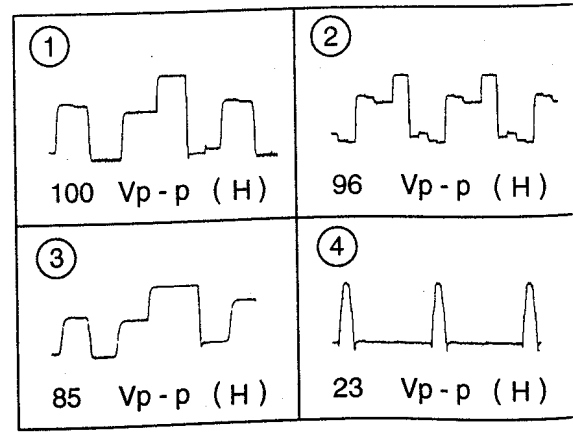 ①
②
100 Vp-p (H)
96 Vp-p (H)
③
④
85 Vp-p (H)
23 Vp-p (H)